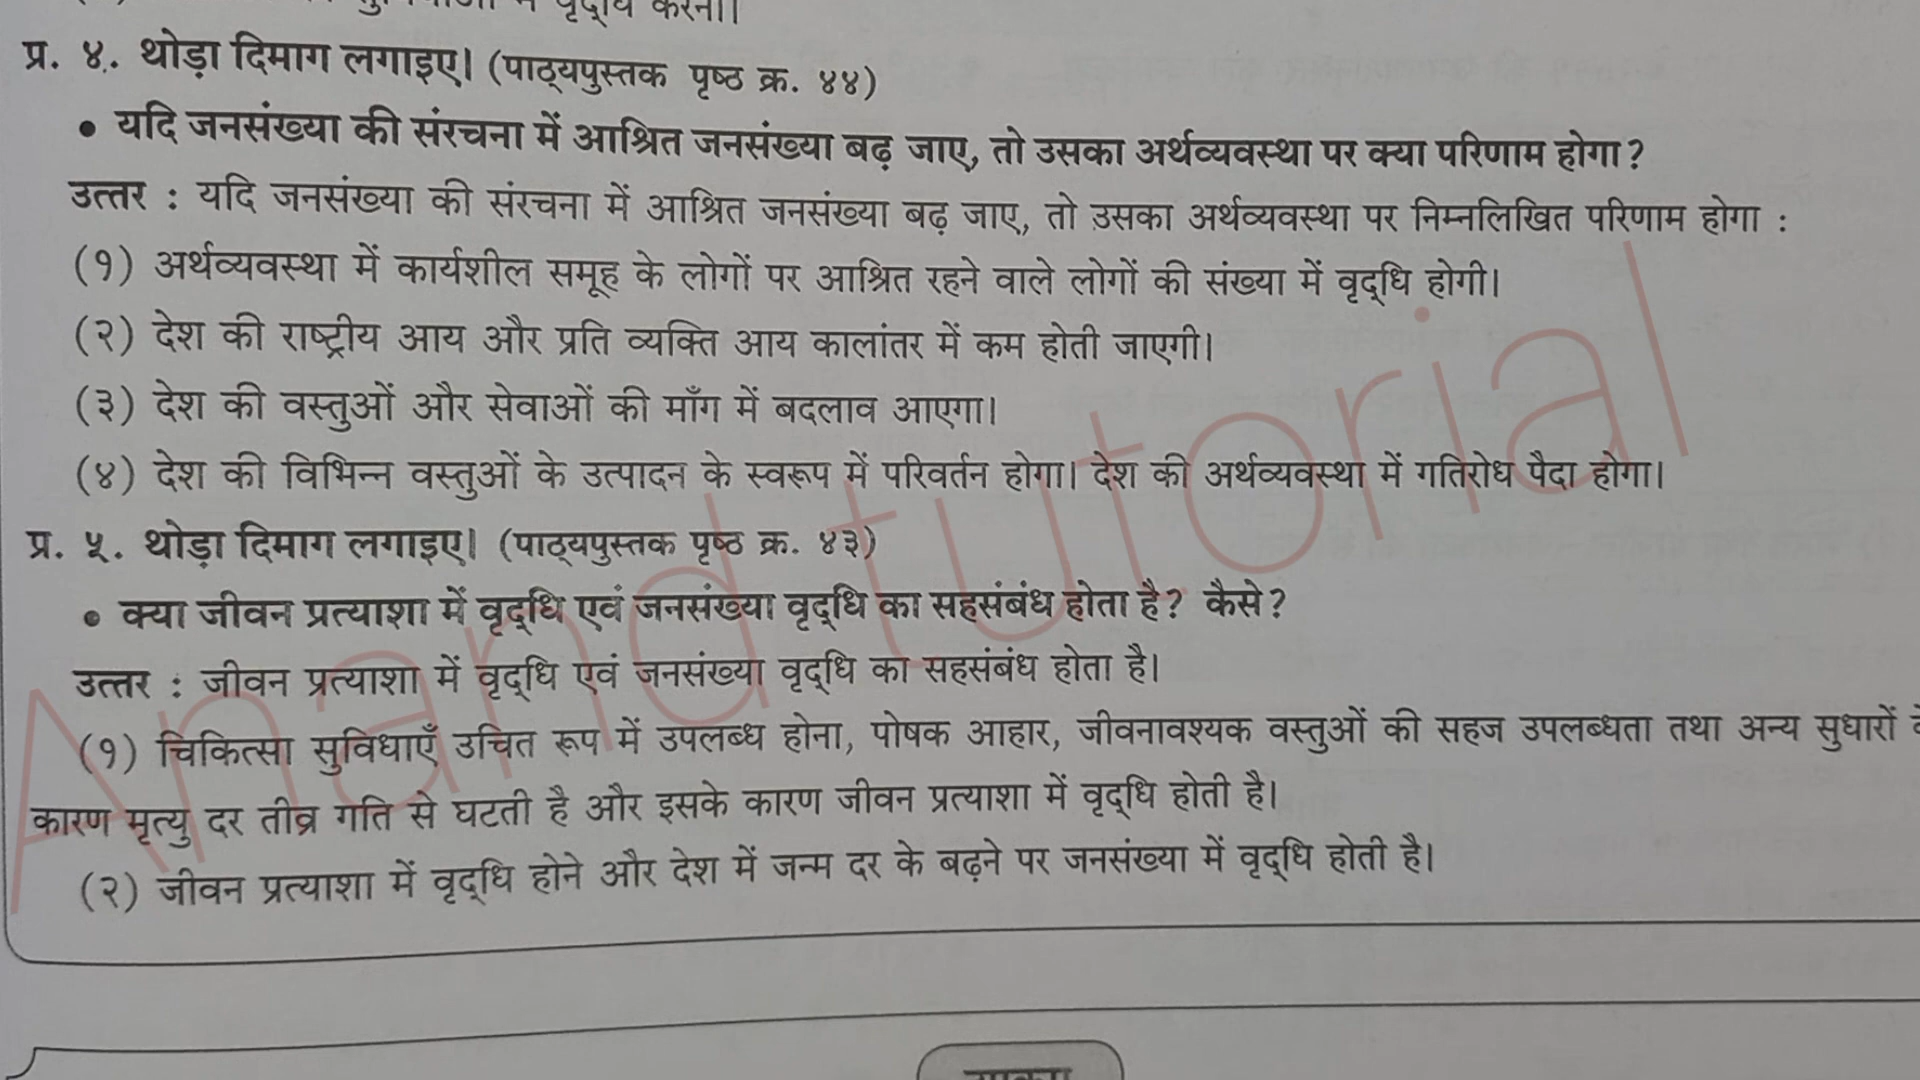 में वृद्धि करना।
प्र. ४. थोड़ा दिमाग लगाइए। (पाठ्यपुस्तक पृष्ठ क्र. ४४)
• यदि जनसंख्या की संरचना में आश्रित जनसंख्या बढ़ जाए, तो उसका अर्थव्यवस्था पर क्या परिणाम होगा?
उत्तर : यदि जनसंख्या की संरचना में आश्रित जनसंख्या बढ़ जाए, तो उसका अर्थव्यवस्था पर निम्नलिखित परिणाम होगा :
(१) अर्थव्यवस्था में कार्यशील समूह के लोगों पर आश्रित रहने वाले लोगों की संख्या में वृद्धि होगी।
(२) देश की राष्ट्रीय आय और प्रति व्यक्ति आय कालांतर में कम होती जाएगी।
(३) देश की वस्तुओं और सेवाओं की माँग में बदलाव आएगा।
(४) देश की विभिन्न वस्तुओं के उत्पादन के स्वरूप में परिवर्तन होगा। देश की अर्थव्यवस्था में गतिरोध पैदा होगा।
प्र. ५. थोड़ा दिमाग लगाइए। (पाठ्यपुस्तक पृष्ठ क्र. ४३)
• क्या जीवन प्रत्याशा में वृद्धि एवं जनसंख्या वृद्धि का सहसंबंध होता है? कैसे?
उत्तर : जीवन प्रत्याशा में वृद्धि एवं जनसंख्या वृद्धि का सहसंबंध होता है।
(१) चिकित्सा सुविधाएँ उचित रूप में उपलब्ध होना, पोषक आहार, जीवनावश्यक वस्तुओं की सहज उपलब्धता तथा अन्य सुधारों
कारण मृत्यु दर तीव्र गति से घटती है और इसके कारण जीवन प्रत्याशा में वृद्धि होती है।
(२) जीवन प्रत्याशा में वृद्धि होने और देश में जन्म दर के बढ़ने पर जनसंख्या में वृद्धि होती है।
Anand tutorial